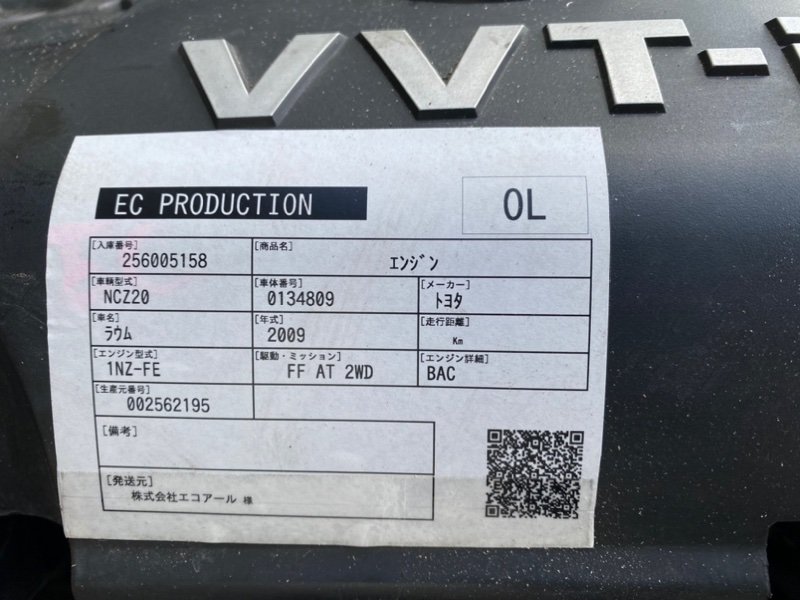 VVT-i
EC PRODUCTION
OL
[入庫番号]
256005158
[商品名]
エンジン
[車輌型式]
NCZ20
[車体番号]
0134809
[メーカー]
トヨタ
[車名]
ラウム
[年式]
2009
[走行距離]
Km
[エンジン型式]
1NZ-FE
[駆動・ミッション]
FF AT 2WD
[エンジン詳細]
BAC
[生産元番号]
002562195
[備考]
[発送元]
株式会社エコアール 様